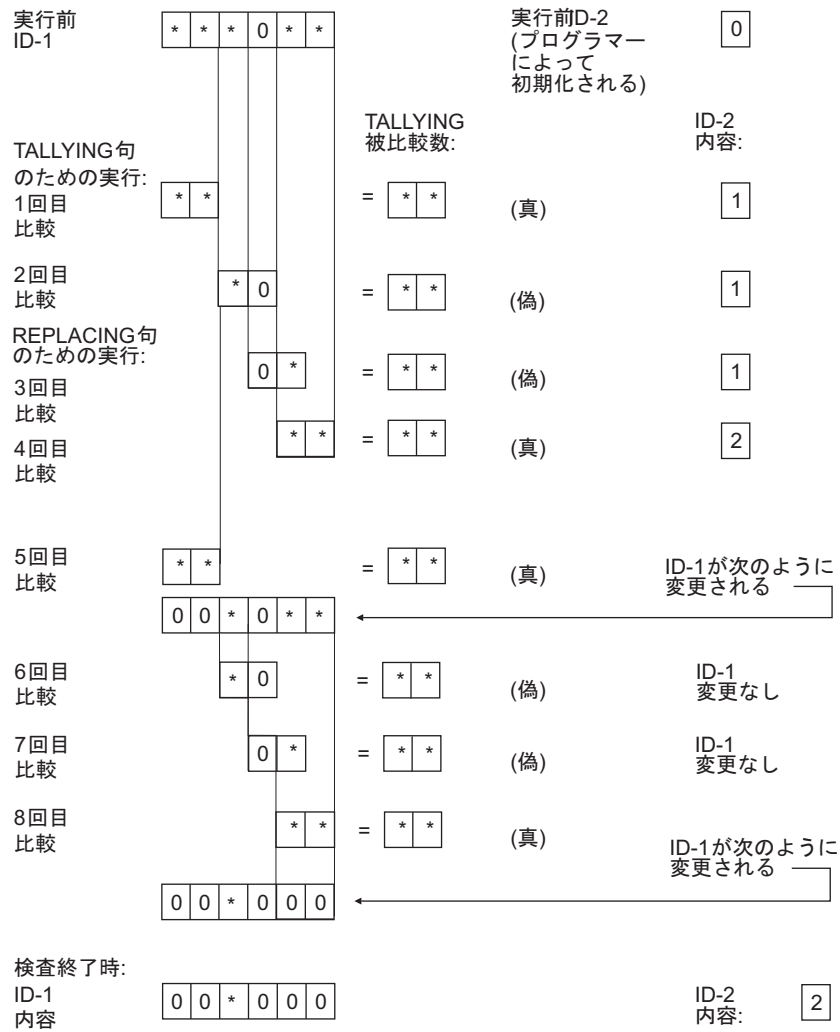 実行前 ID-1 * * * 0 * * 実行前D-2 (プログラマーによって初期化される) 0
TALLYING 被比較数:
ID-2 内容:
TALLYING句
のための実行:
1回目 比較 * * = * * (真) 1
2回目 比較 * 0 = * * (偽) 1
REPLACING句
のための実行:
3回目 比較 0 * = * * (偽) 1
4回目 比較 * * = * * (真) 2
5回目 比較 * * = * * (真) ID-1が次のように変更される
0 0 * 0 * *
6回目 比較 * 0 = * * (偽) ID-1 変更なし
7回目 比較 0 * = * * (偽) ID-1 変更なし
8回目 比較 * * = * * (真) ID-1が次のように変更される
0 0 * 0 0 0
検査終了時:
ID-1 内容 0 0 * 0 0 0 ID-2 内容: 2